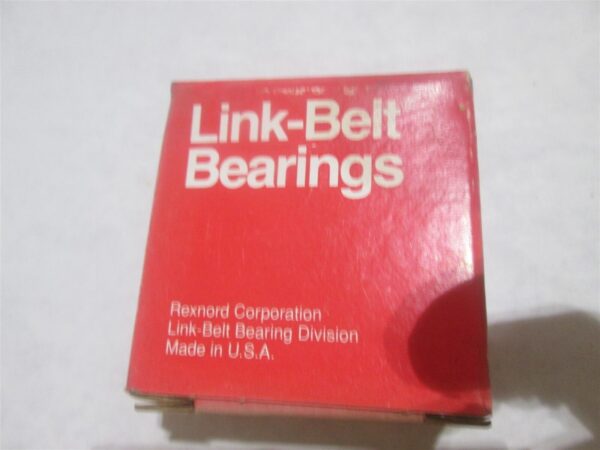 Link-Belt
Bearings
Rexnord Corporation
Link-Belt Bearing Division
Made in U.S.A.